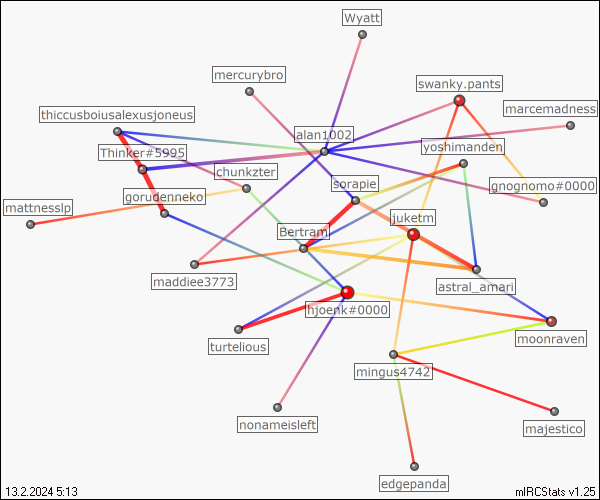 Wyatt
mercurybro
swanky.pants
thiccusboiusalexusjoneus
marcemadness
alan1002
Thinker#5995
yoshimander
chunkzter
sorapie
gnognomo#0000
gorudenneko
mattnesslp
juketm
Bertram
maddiee3773
astral_amari
hjoenk#0000
turtelious
moonraven
mingus4742
nonameisleft
majestico
edgepanda
13.2.2024 5:13
mIRCStats v1.25